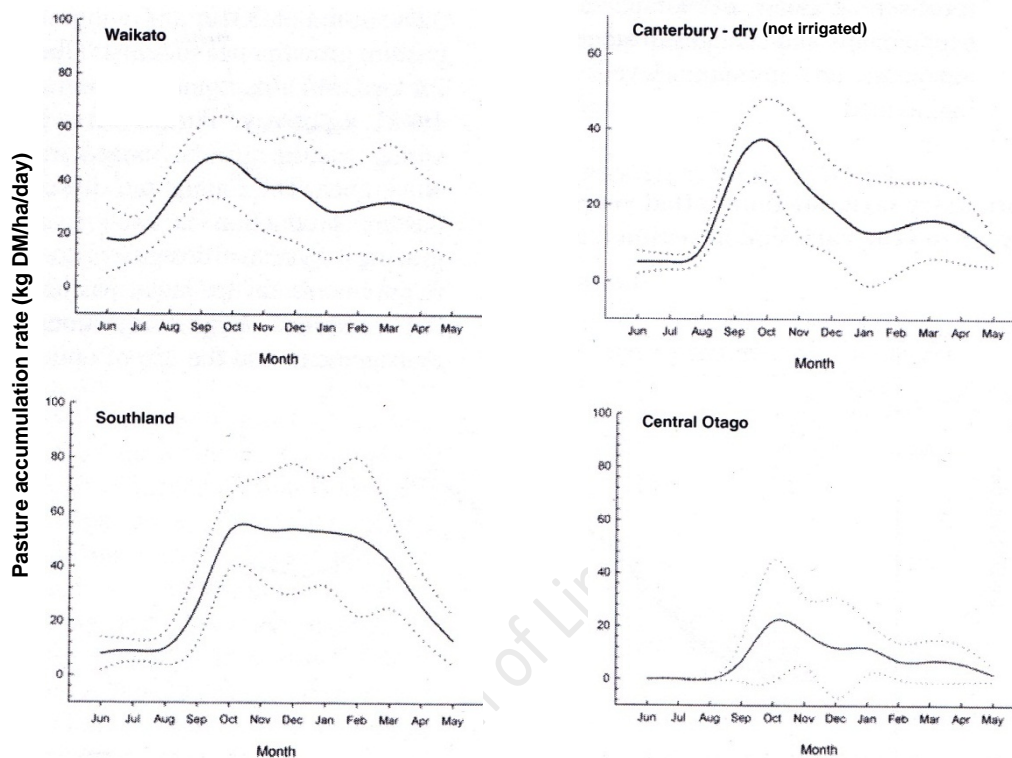 Pasture accumulation rate (kg DM/ha/day)
Waikato
100
80
60
40
20
0
Jun Jul Aug Sep Oct Nov Dec Jan Feb Mar Apr May
Month
Canterbury - dry (not irrigated)
60
40
20
0
Jun Jul Aug Sep Oct Nov Dec Jan Feb Mar Apr May
Month
Southland
100
80
60
40
20
0
Jun Jul Aug Sep Oct Nov Dec Jan Feb Mar Apr May
Month
Central Otago
100
80
60
40
20
0
Jun Jul Aug Sep Oct Nov Dec Jan Feb Mar Apr May
Month
of